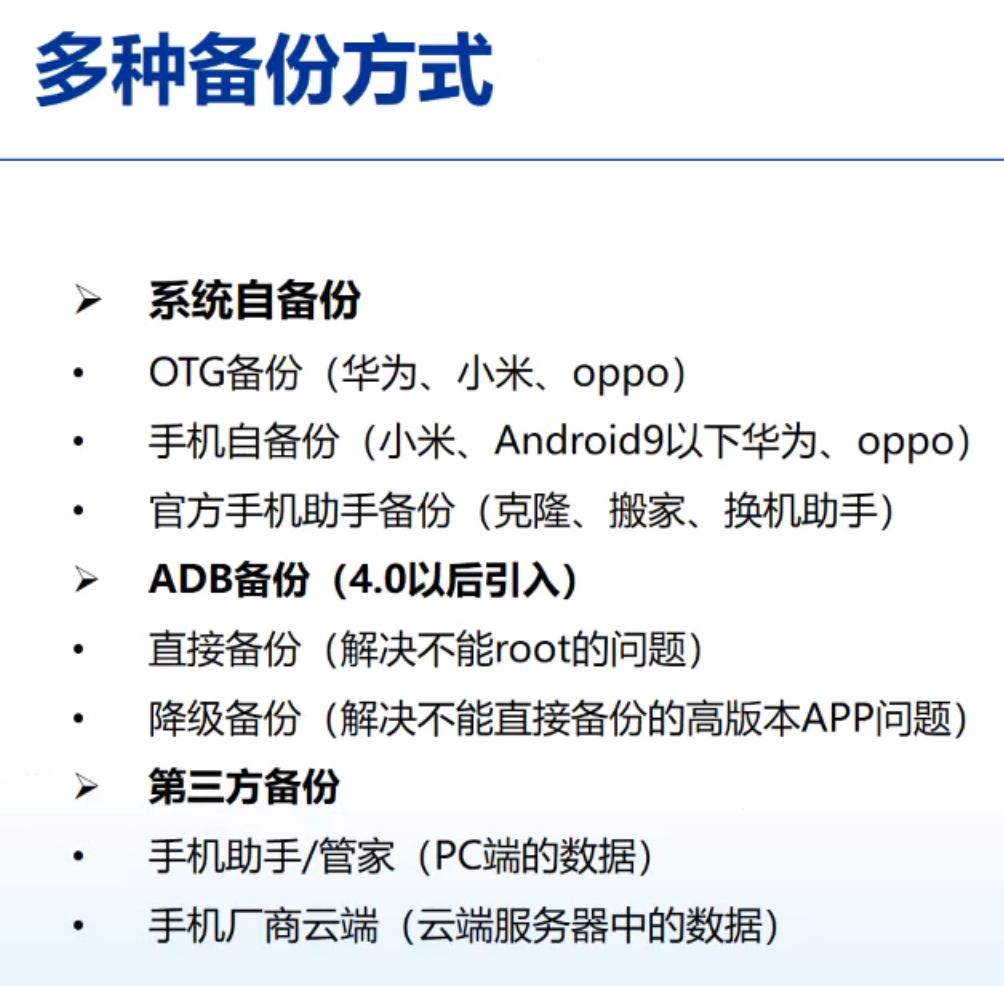 多种备份方式
➢ 系统自备份
• OTG备份（华为、小米、oppo）
• 手机自备份（小米、Android9以下华为、oppo）
• 官方手机助手备份（克隆、搬家、换机助手）
➢ ADB备份（4.0以后引入）
• 直接备份（解决不能root的问题）
• 降级备份（解决不能直接备份的高版本APP问题）
➢ 第三方备份
• 手机助手/管家（PC端的数据）
• 手机厂商云端（云端服务器中的数据）